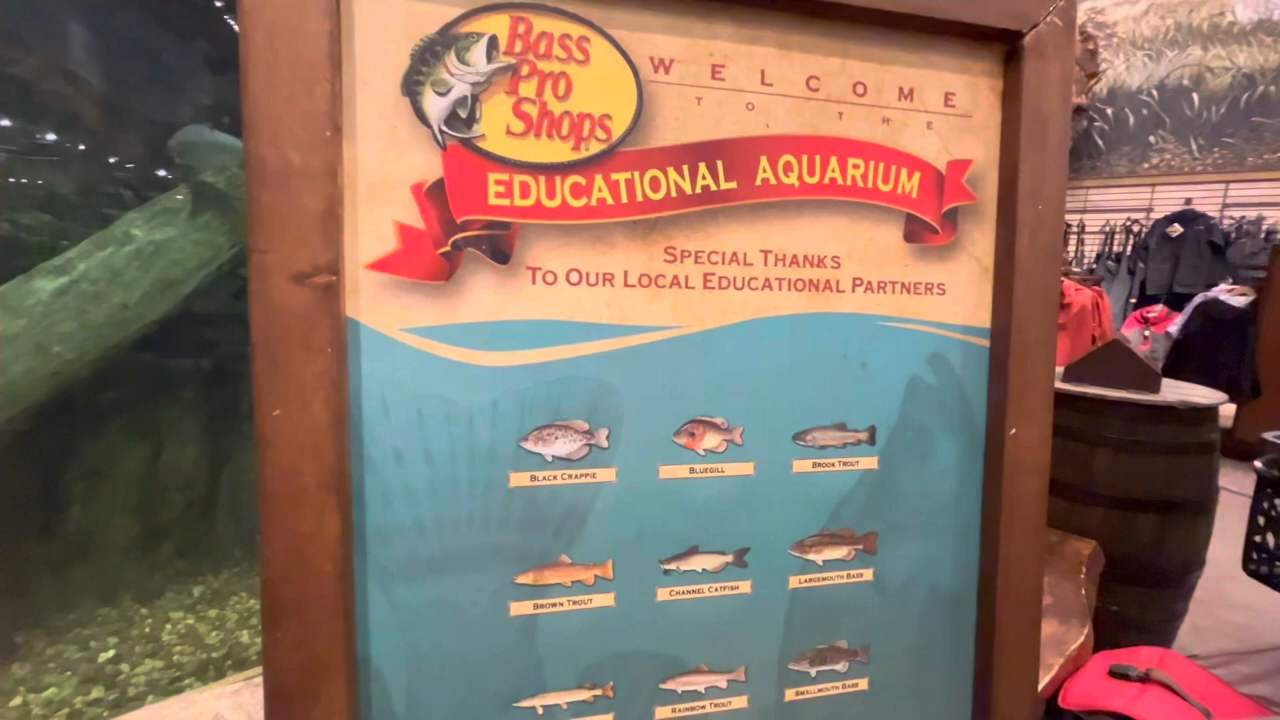 Bass
Pro
Shops
WELCOME
TO THE
EDUCATIONAL AQUARIUM
SPECIAL THANKS
TO OUR LOCAL EDUCATIONAL PARTNERS
BLACK CRAPPIE
BLUEGILL
BROOK TROUT
BROWN TROUT
CHANNEL CATFISH
LARGEMOUTH BASS
RAINBOW TROUT
SMALLMOUTH BASS